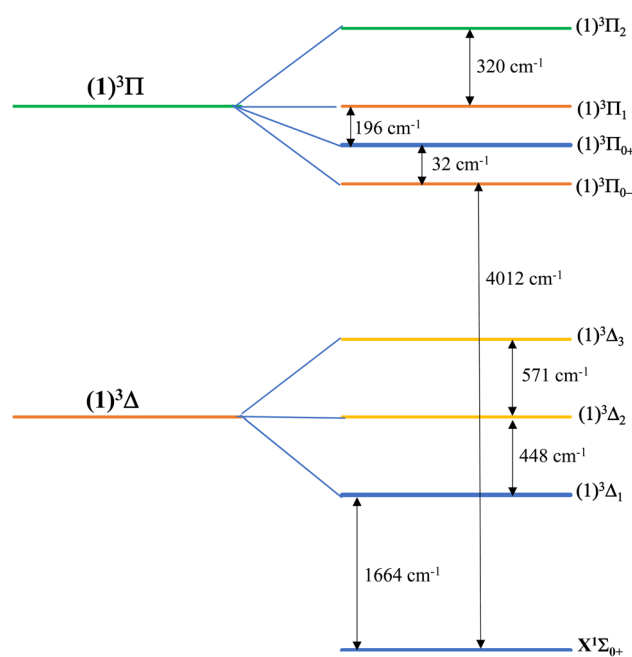 (1)³Π₂
320 cm⁻¹
(1)³Π
(1)³Π₁
196 cm⁻¹
(1)³Π₀₊
32 cm⁻¹
(1)³Π₀₋
4012 cm⁻¹
(1)³Δ₃
571 cm⁻¹
(1)³Δ
(1)³Δ₂
448 cm⁻¹
(1)³Δ₁
1664 cm⁻¹
X¹Σ₀₊